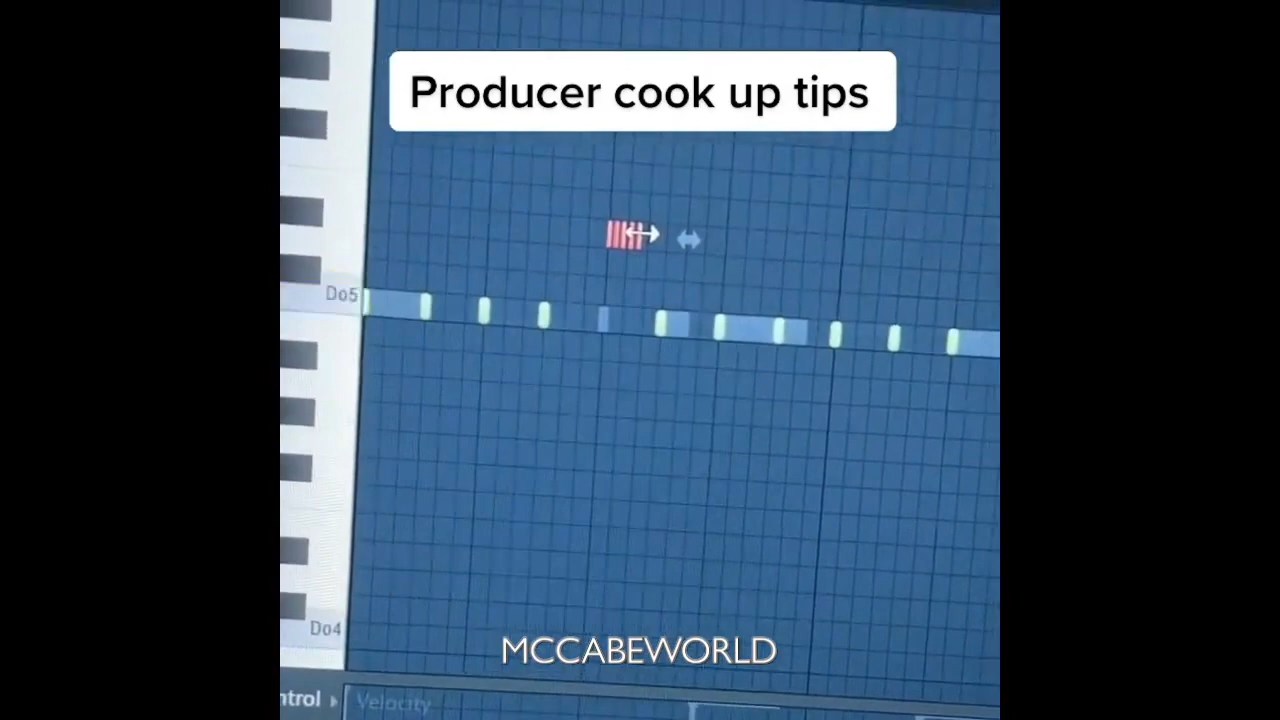 Producer cook up tips
Do5
Do4
MCCABEWORLD
ntrol
Velocity